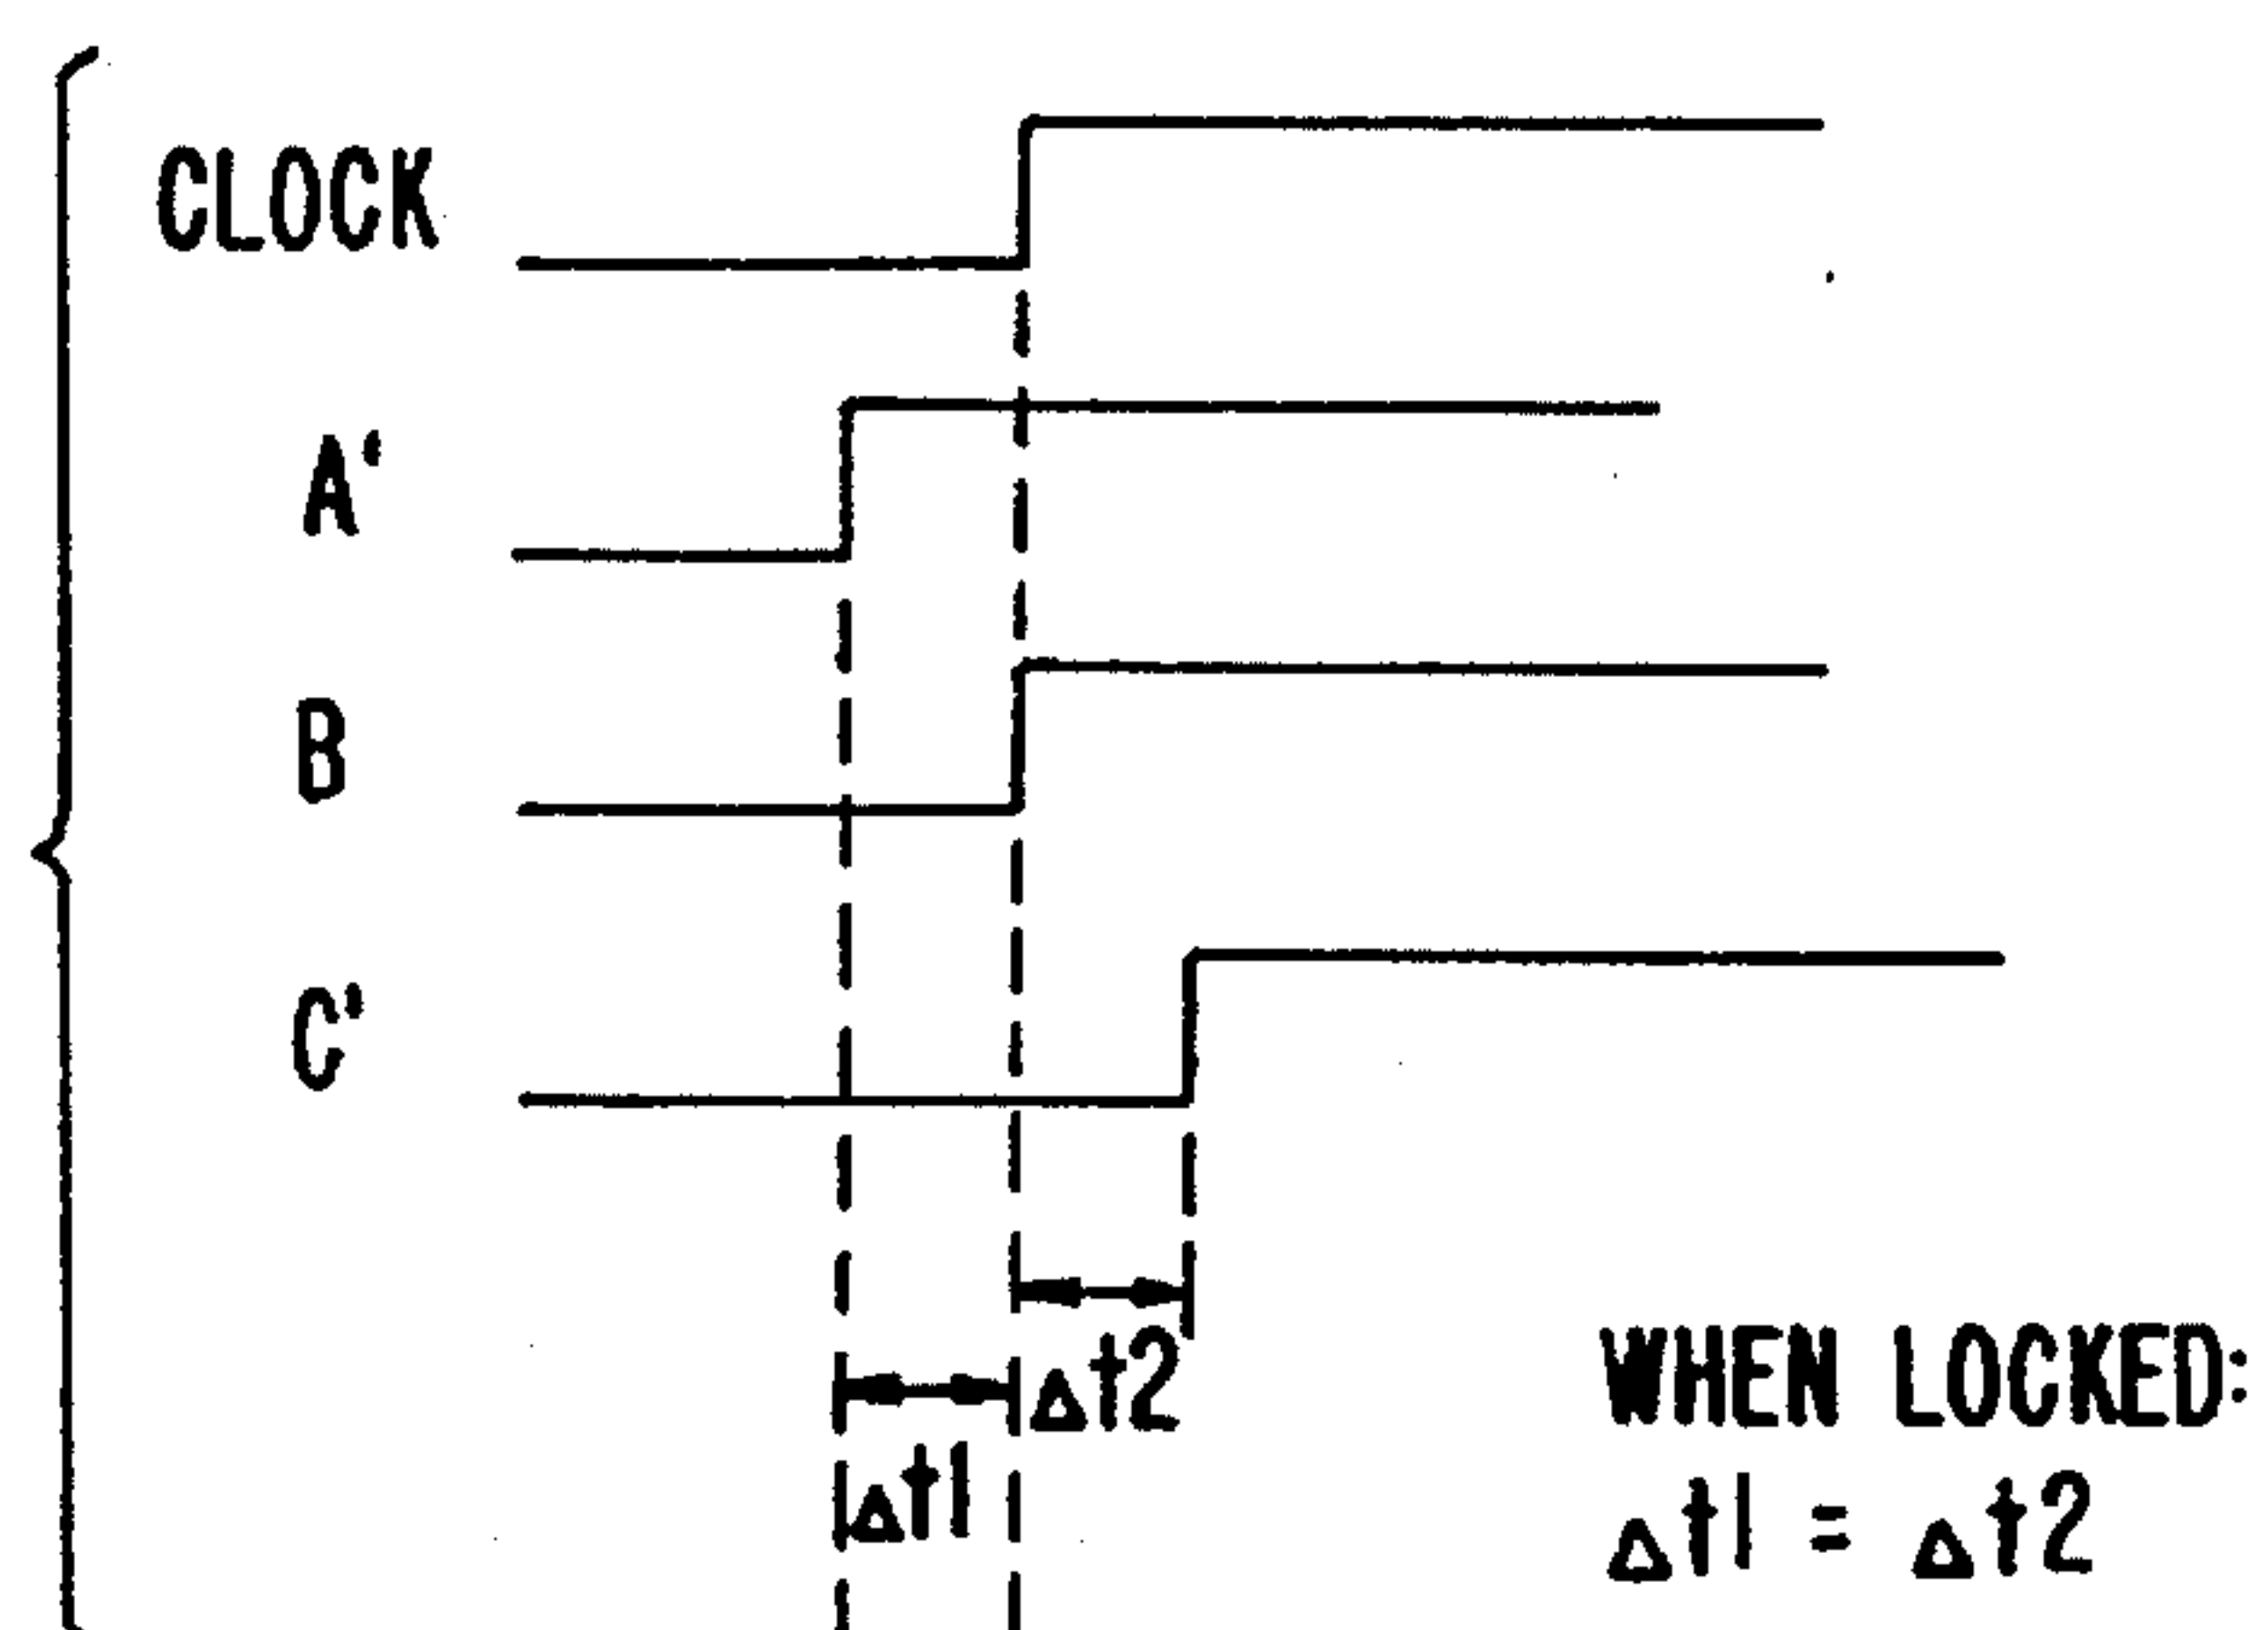 CLOCK
A'
B
C'
Δt2
Δt1
WHEN LOCKED:
Δt1 = Δt2